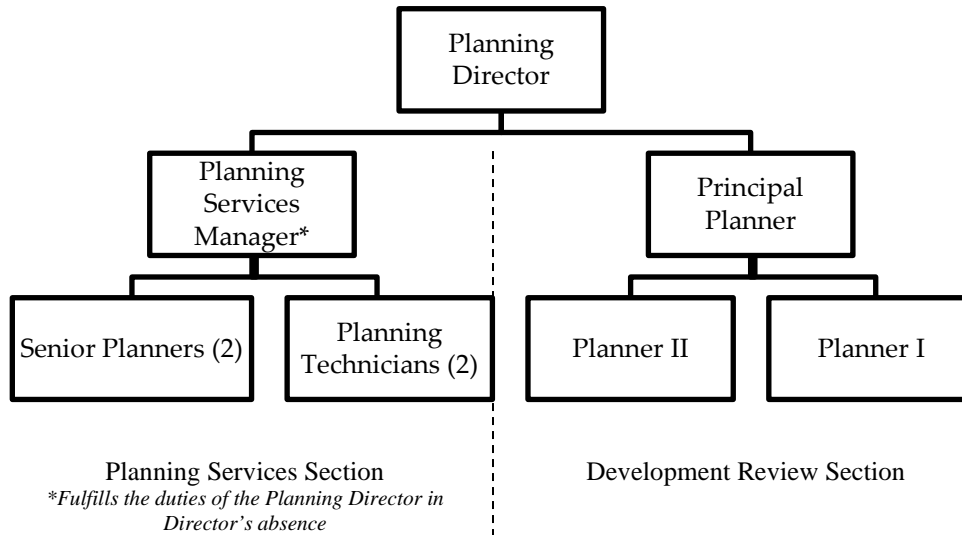 Planning
Director
Planning
Services
Manager*
Principal
Planner
Senior Planners (2)
Planning
Technicians (2)
Planner II
Planner I
Planning Services Section
*Fulfills the duties of the Planning Director in
Director's absence
Development Review Section